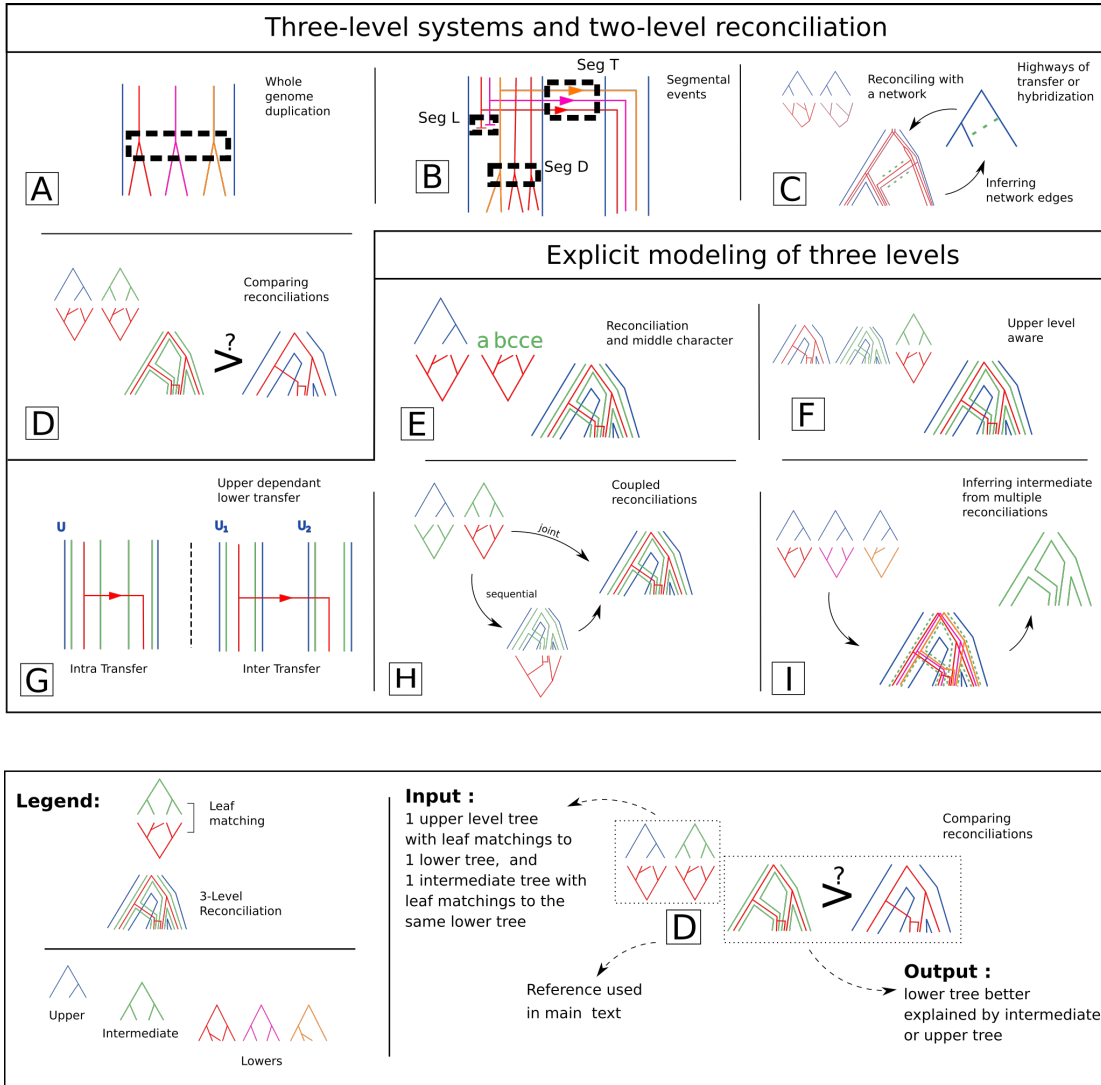 Three-level systems and two-level reconciliation
Whole
genome
duplication
A
Seg T
Segmental
events
Seg L
Seg D
B
Reconciling with
a network
Highways of
transfer or
hybridization
Inferring
network edges
C
Comparing
reconciliations
?
>
D
Explicit modeling of three levels
a bcce
Reconciliation
and middle character
E
Upper level
aware
F
Upper dependant
lower transfer
U
U1
U2
Intra Transfer
Inter Transfer
G
Coupled
reconciliations
joint
sequential
H
Inferring intermediate
from multiple
reconciliations
I
Legend:
Leaf
matching
3-Level
Reconciliation
Upper
Intermediate
Lowers
Input :
1 upper level tree
with leaf matchings to
1 lower tree, and
1 intermediate tree with
leaf matchings to the
same lower tree
Comparing
reconciliations
?
>
D
Reference used
in main text
Output :
lower tree better
explained by intermediate
or upper tree